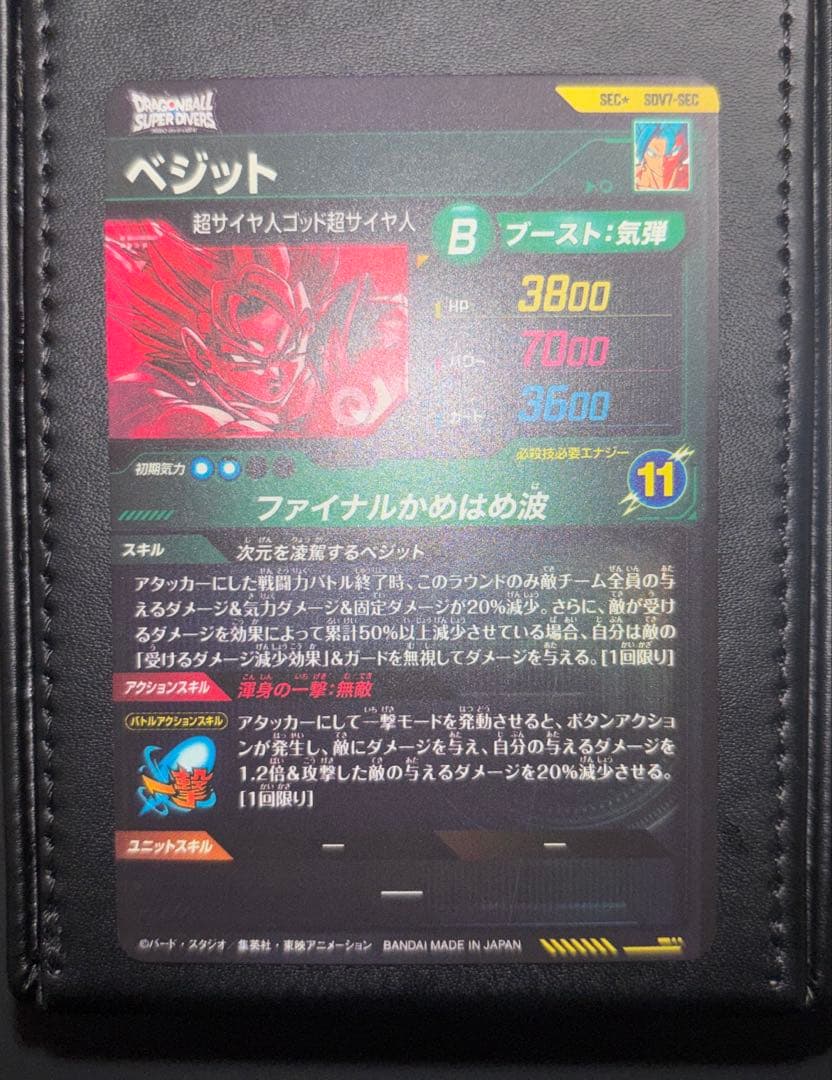 DRAGONBALL
SUPER DIVERS
SEC★ SDV7-SEC
ベジット
超サイヤ人ゴッド超サイヤ人
B ブースト:気弾
HP 3800
パワー 7000
ガード 3600
初期気力
必殺技必要エナジー
11
ファイナルかめはめ波
スキル 次元を凌駕するベジット
アタッカーにした戦闘力バトル終了時、このラウンドのみ敵チーム全員の与
えるダメージ&気力ダメージ&固定ダメージが20%減少。さらに、敵が受け
るダメージを効果によって累計50%以上減少させている場合、自分は敵の
「受けるダメージ減少効果」&ガードを無視してダメージを与える。[1回限り]
アクションスキル 渾身の一撃:無敵
バトルアクションスキル
一撃
アタッカーにして一撃モードを発動させると、ボタンアクショ
ンが発生し、敵にダメージを与え、自分の与えるダメージを
1.2倍&攻撃した敵の与えるダメージを20%減少させる。
[1回限り]
ユニットスキル ー ー
ー
©バード・スタジオ/集英社・東映アニメーション BANDAI MADE IN JAPAN